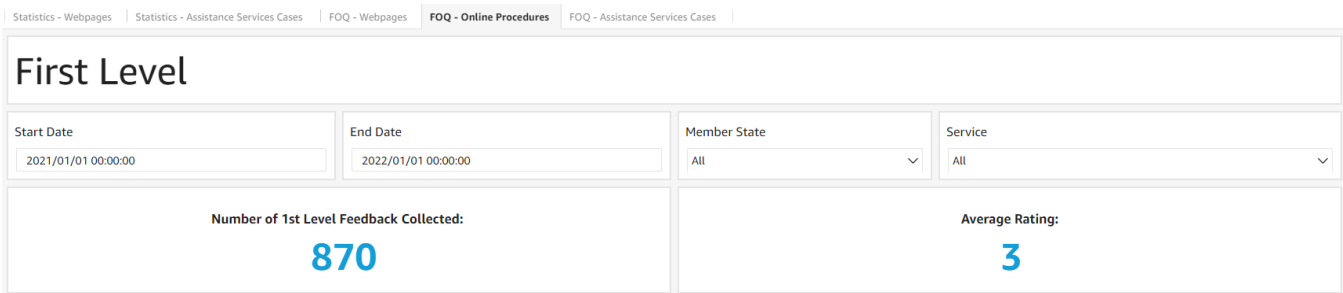 Statistics - Webpages
Statistics - Assistance Services Cases
FOQ - Webpages
FOQ - Online Procedures
FOQ - Assistance Services Cases
First Level
Start Date
2021/01/01 00:00:00
End Date
2022/01/01 00:00:00
Member State
All
Service
All
Number of 1st Level Feedback Collected:
870
Average Rating:
3